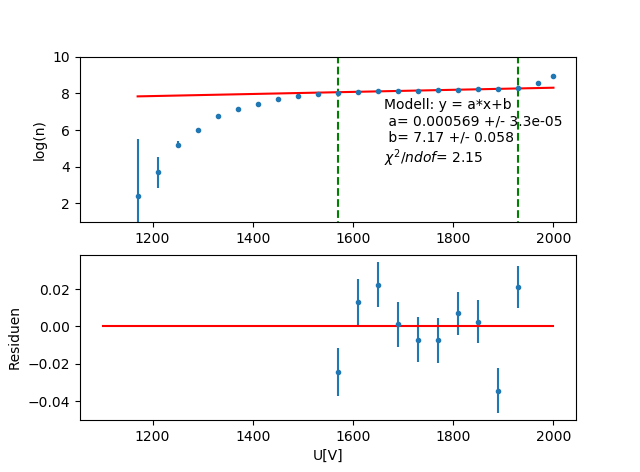 10
8
6
4
2
log(n)
Modell: y = a*x+b
a= 0.000569 +/- 3.3e-05
b= 7.17 +/- 0.058
χ²/ndof= 2.15
1200 1400 1600 1800 2000
0.02
0.00
−0.02
−0.04
Residuen
1200 1400 1600 1800 2000
U[V]